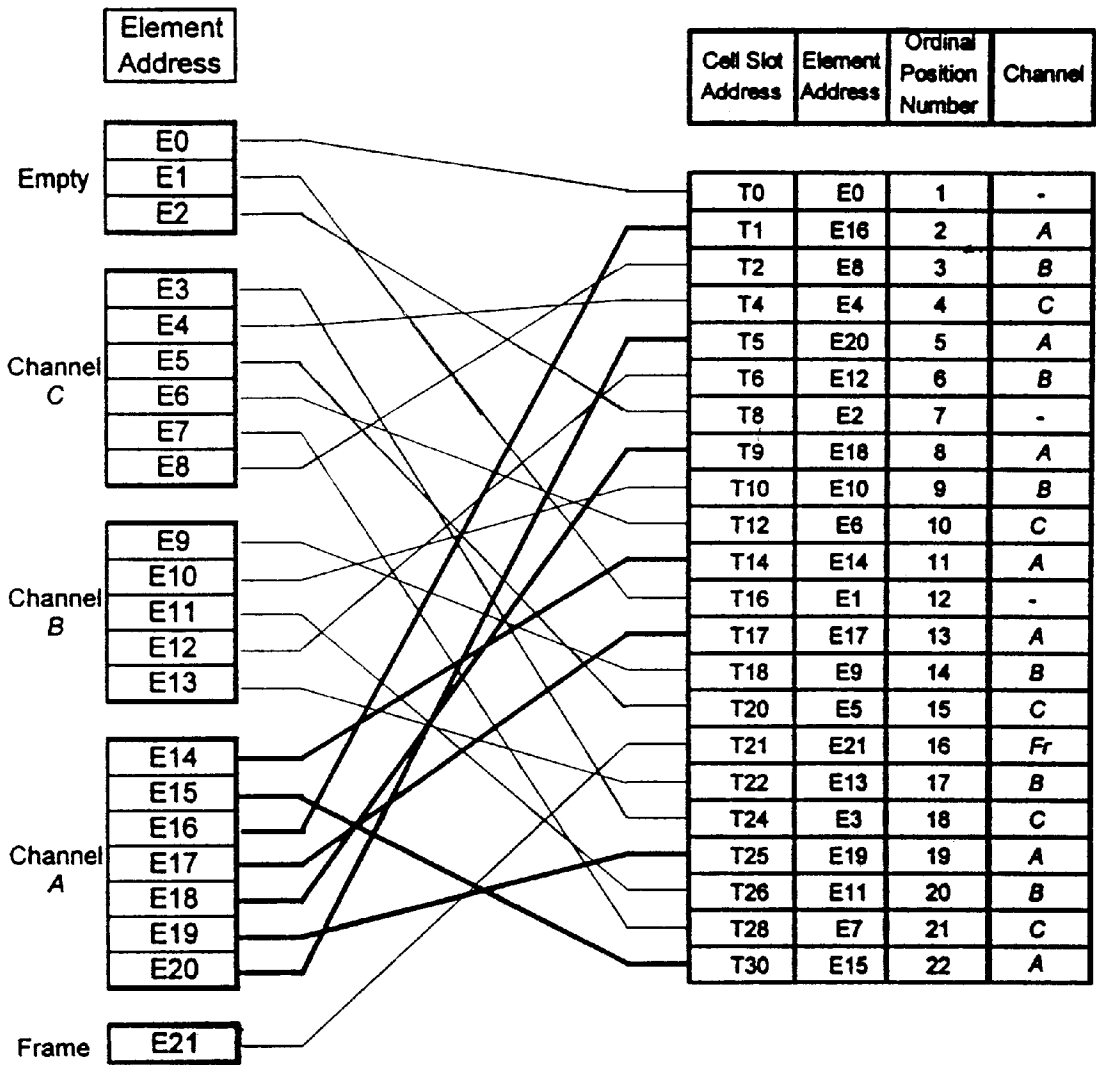 Element
Address
Empty
E0
E1
E2
Channel
C
E3
E4
E5
E6
E7
E8
Channel
B
E9
E10
E11
E12
E13
Channel
A
E14
E15
E16
E17
E18
E19
E20
Frame
E21
Cell Slot Address Element Address Ordinal Position Number Channel
T0 E0 1 -
T1 E16 2 A
T2 E8 3 B
T4 E4 4 C
T5 E20 5 A
T6 E12 6 B
T8 E2 7 -
T9 E18 8 A
T10 E10 9 B
T12 E6 10 C
T14 E14 11 A
T16 E1 12 -
T17 E17 13 A
T18 E9 14 B
T20 E5 15 C
T21 E21 16 Fr
T22 E13 17 B
T24 E3 18 C
T25 E19 19 A
T26 E11 20 B
T28 E7 21 C
T30 E15 22 A